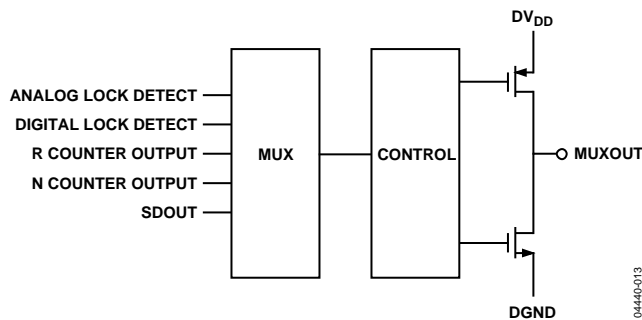 DVDD
ANALOG LOCK DETECT
DIGITAL LOCK DETECT
R COUNTER OUTPUT
N COUNTER OUTPUT
SDOUT
MUX
CONTROL
MUXOUT
DGND
04440-013